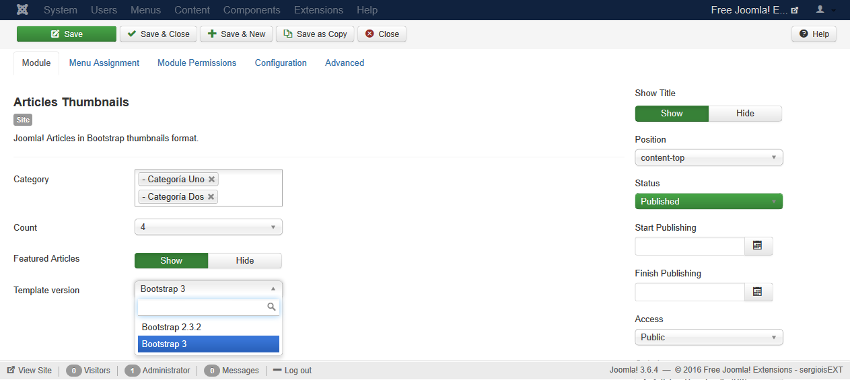 System Users Menus Content Components Extensions Help Free Joomla! E...
Save Save & Close Save & New Save as Copy Close Help
Module Menu Assignment Module Permissions Configuration Advanced
Articles Thumbnails
Site
Joomla! Articles in Bootstrap thumbnails format.
Category
- Categoría Uno
- Categoría Dos
Count
4
Featured Articles
Show Hide
Template version
Bootstrap 3
Bootstrap 2.3.2
Bootstrap 3
Show Title
Show Hide
Position
content-top
Status
Published
Start Publishing
Finish Publishing
Access
Public
View Site 0 Visitors 1 Administrator 0 Messages Log out Joomla! 3.6.4 — © 2016 Free Joomla! Extensions - sergioisEXT